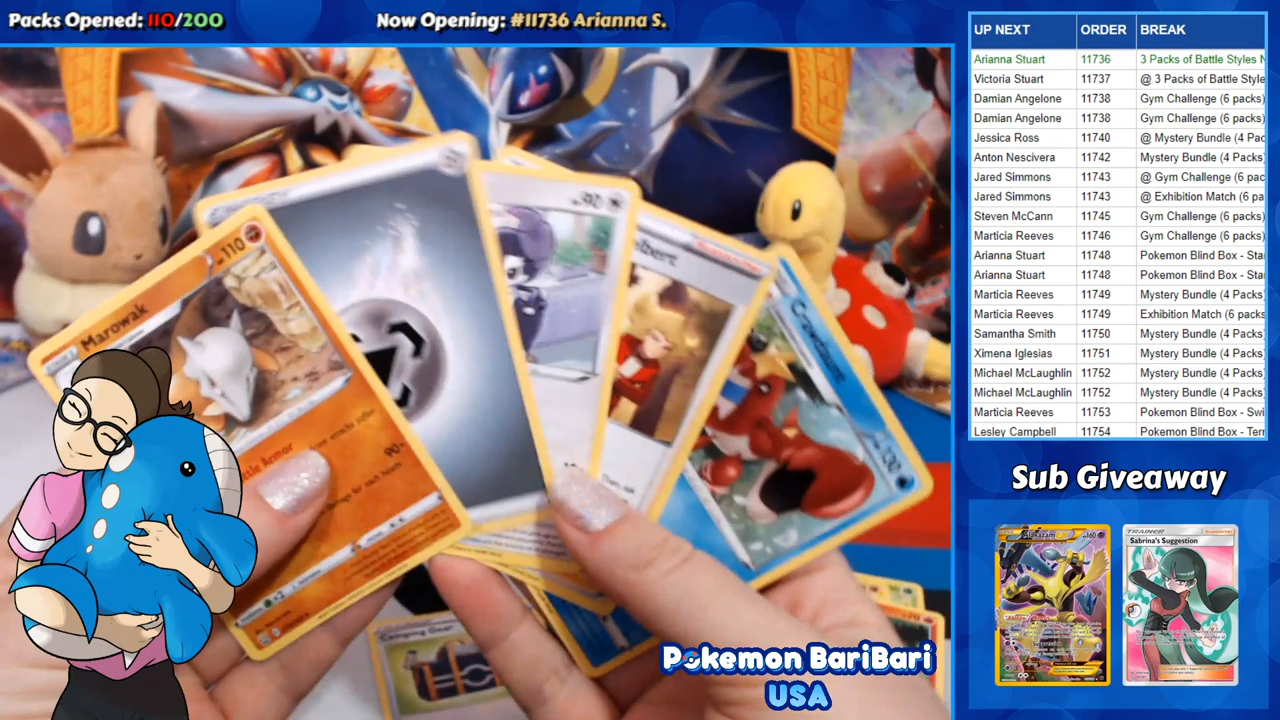 Packs Opened: 110/200
Now Opening: #11736 Arianna S.
UP NEXT ORDER BREAK
Arianna Stuart 11736 3 Packs of Battle Styles
Victoria Stuart 11737 @ 3 Packs of Battle Style
Damian Angelone 11738 Gym Challenge (6 packs)
Damian Angelone 11738 Gym Challenge (6 packs)
Jessica Ross 11740 @ Mystery Bundle (4 Pac
Anton Nescivera 11742 Mystery Bundle (4 Packs
Jared Simmons 11743 @ Gym Challenge (6 pac
Jared Simmons 11743 @ Exhibition Match (6 pa
Steven McCann 11745 Gym Challenge (6 packs)
Marticia Reeves 11746 Gym Challenge (6 packs)
Arianna Stuart 11748 Pokemon Blind Box - Sta
Arianna Stuart 11748 Pokemon Blind Box - Sta
Marticia Reeves 11749 Mystery Bundle (4 Packs)
Marticia Reeves 11749 Exhibition Match (6 packs
Samantha Smith 11750 Mystery Bundle (4 Packs)
Ximena Iglesias 11751 Mystery Bundle (4 Packs)
Michael McLaughlin 11752 Mystery Bundle (4 Packs)
Michael McLaughlin 11752 Mystery Bundle (4 Packs)
Marticia Reeves 11753 Pokemon Blind Box - Swi
Lesley Campbell 11754 Pokemon Blind Box - Terr
Sub Giveaway
TRAINER
Sabrina's Suggestion
160
Marowak
110
90×
Crawdaunt
130
Camping Gear
Pokemon BariBari
USA